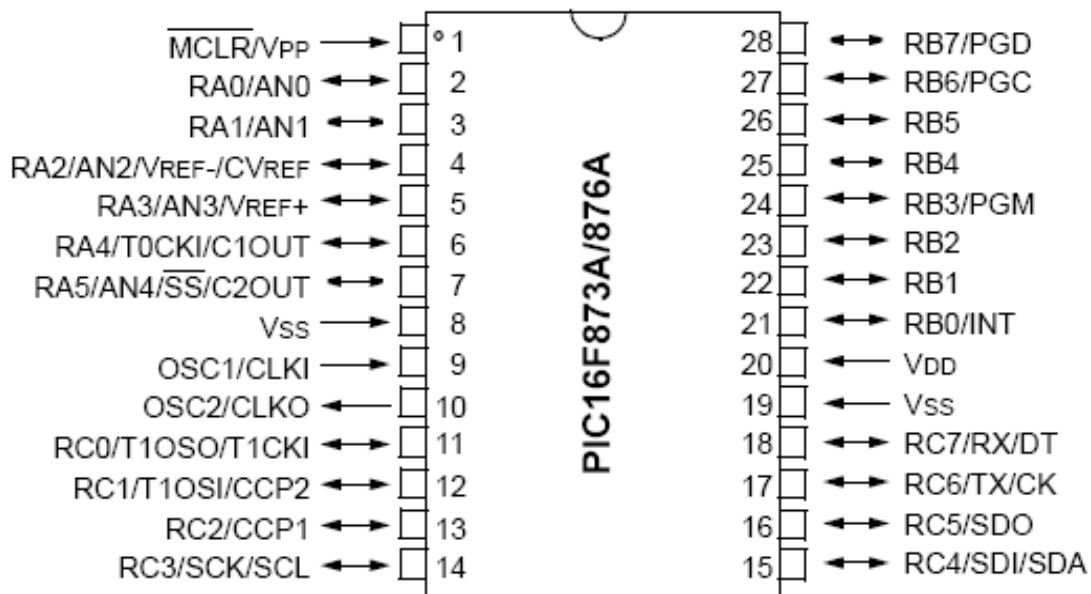 MCLR/VPP 1 28 RB7/PGD
RA0/AN0 2 27 RB6/PGC
RA1/AN1 3 26 RB5
RA2/AN2/VREF-/CVREF 4 25 RB4
RA3/AN3/VREF+ 5 24 RB3/PGM
RA4/T0CKI/C1OUT 6 23 RB2
RA5/AN4/SS/C2OUT 7 22 RB1
VSS 8 21 RB0/INT
OSC1/CLKI 9 20 VDD
OSC2/CLKO 10 19 VSS
RC0/T1OSO/T1CKI 11 18 RC7/RX/DT
RC1/T1OSI/CCP2 12 17 RC6/TX/CK
RC2/CCP1 13 16 RC5/SDO
RC3/SCK/SCL 14 15 RC4/SDI/SDA
PIC16F873A/876A